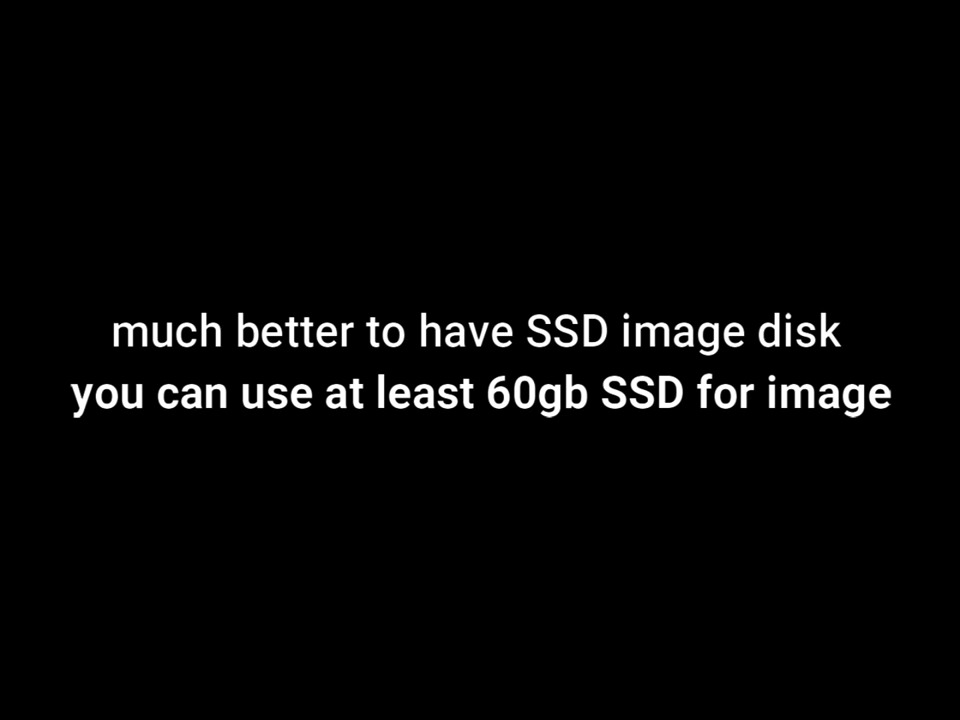 much better to have SSD image disk
you can use at least 60gb SSD for image